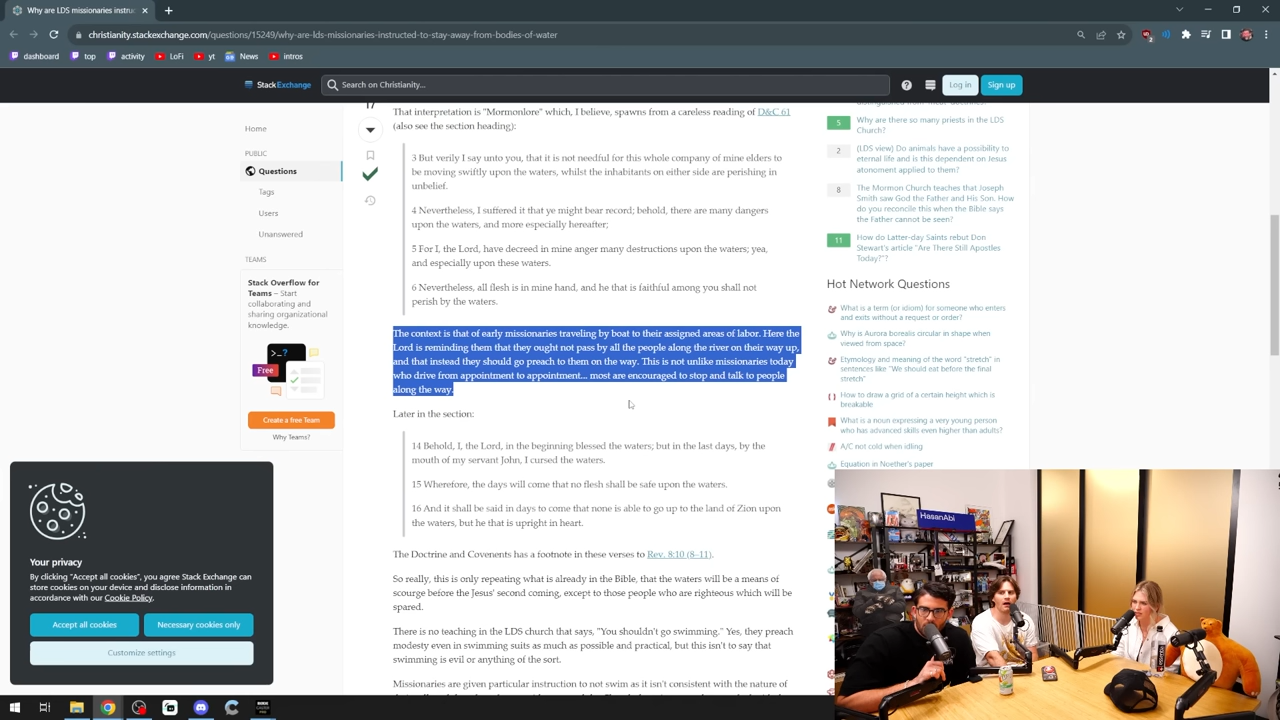 Why are LDS missionaries instruc
christianity.stackexchange.com/question/15249/why-are-lds-missionaries-instructed-to-stay-away-from-bodies-of-water
dashboard
top
activity
LoFi
yt
News
intros
StackExchange
Search on Christianity…
Log in
Sign up
Home
PUBLIC
Questions
Tags
Users
Unanswered
TEAMS
Stack Overflow for
Teams – Start
collaborating and
sharing organizational
knowledge.
Free
Create a free Team
Why Teams?
17
That interpretation is "Mormonlore" which, I believe, spawns from a careless reading of D&C 61
(also see the section heading):
3 But verily I say unto you, that it is not needful for this whole company of mine elders to
be moving swiftly upon the waters, whilst the inhabitants on either side are perishing in
unbelief.
4 Nevertheless, I suffered it that ye might bear record; behold, there are many dangers
upon the waters, and more especially hereafter;
5 For I, the Lord, have decreed in mine anger many destructions upon the waters; yea,
and especially upon these waters.
6 Nevertheless, all flesh is in mine hand, and he that is faithful among you shall not
perish by the waters.
The context is that of early missionaries traveling by boat to their assigned areas of labor. Here the
Lord is reminding them that they ought not pass by all the people along the river on their way up,
and that instead they should go preach to them on the way. This is not unlike missionaries today
who drive from appointment to appointment... most are encouraged to stop and talk to people
along the way.
Later in the section:
14 Behold, I, the Lord, in the beginning blessed the waters; but in the last days, by the
mouth of my servant John, I cursed the waters.
15 Wherefore, the days will come that no flesh shall be safe upon the waters.
16 And it shall be said in days to come that none is able to go up to the land of Zion upon
the waters, but he that is upright in heart.
The Doctrine and Covenents has a footnote in these verses to Rev. 8:10 (8-11).
So really, this is only repeating what is already in the Bible, that the waters will be a means of
scourge before the Jesus' second coming, except to those people who are righteous which will be
spared.
There is no teaching in the LDS church that says, "You shouldn't go swimming." Yes, they preach
modesty even in swimming suits as much as possible and practical, but this isn't to say that
swimming is evil or anything of the sort.
Missionaries are given particular instruction to not swim as it isn't consistent with the nature of
5
Why are there so many priests in the LDS
Church?
2
(LDS view) Do animals have a possibility to
eternal life and is this dependent on Jesus
atonoment applied to them?
8
The Mormon Church teaches that Joseph
Smith saw God the Father and His Son. How
do you reconcile this when the Bible says
the Father cannot be seen?
11
How do Latter-day Saints rebut Don
Stewart's article "Are There Still Apostles
Today?"?
Hot Network Questions
What is a term (or idiom) for someone who enters
and exits without a request or order?
Why is Aurora borealis circular in shape when
viewed from space?
Etymology and meaning of the word "stretch" in
sentences like "We should eat before the final
stretch"
How to draw a grid of a certain height which is
breakable
What is a noun expressing a very young person
who has advanced skills even higher than adults?
A/C not cold when idling
Equation in Noether's paper
HasanAbi
Your privacy
By clicking "Accept all cookies", you agree Stack Exchange can
store cookies on your device and disclose information in
accordance with our Cookie Policy.
Accept all cookies
Necessary cookies only
Customize settings